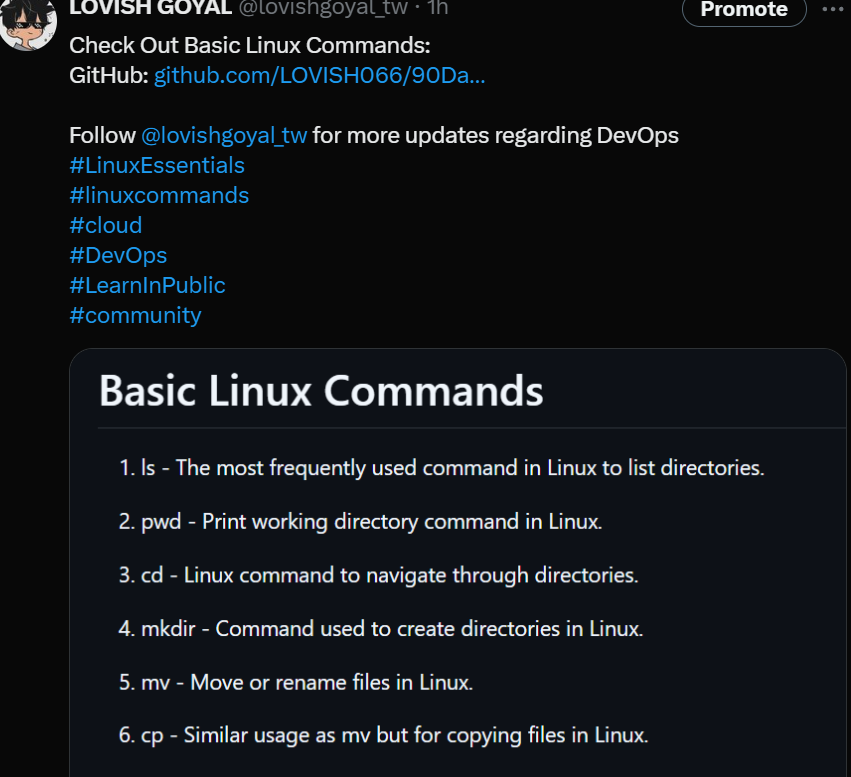 LOVISH GOYAL @lovishgoyal_tw · 1h
Promote
Check Out Basic Linux Commands:
GitHub: github.com/LOVISH066/90Da...
Follow @lovishgoyal_tw for more updates regarding DevOps
#LinuxEssentials
#linuxcommands
#cloud
#DevOps
#LearnInPublic
#community
Basic Linux Commands
1. ls - The most frequently used command in Linux to list directories.
2. pwd - Print working directory command in Linux.
3. cd - Linux command to navigate through directories.
4. mkdir - Command used to create directories in Linux.
5. mv - Move or rename files in Linux.
6. cp - Similar usage as mv but for copying files in Linux.